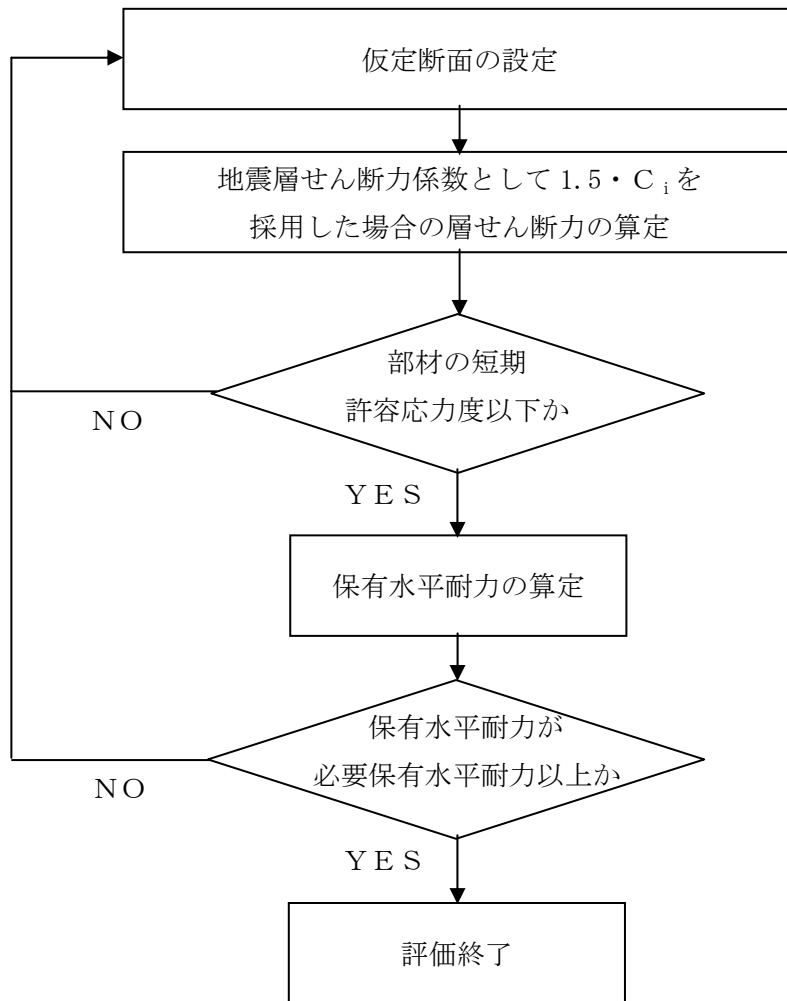 仮定断面の設定
地震層せん断力係数として 1.5・Ｃｉを
採用した場合の層せん断力の算定
部材の短期
許容応力度以下か
ＮＯ
ＹＥＳ
保有水平耐力の算定
保有水平耐力が
必要保有水平耐力以上か
ＮＯ
ＹＥＳ
評価終了